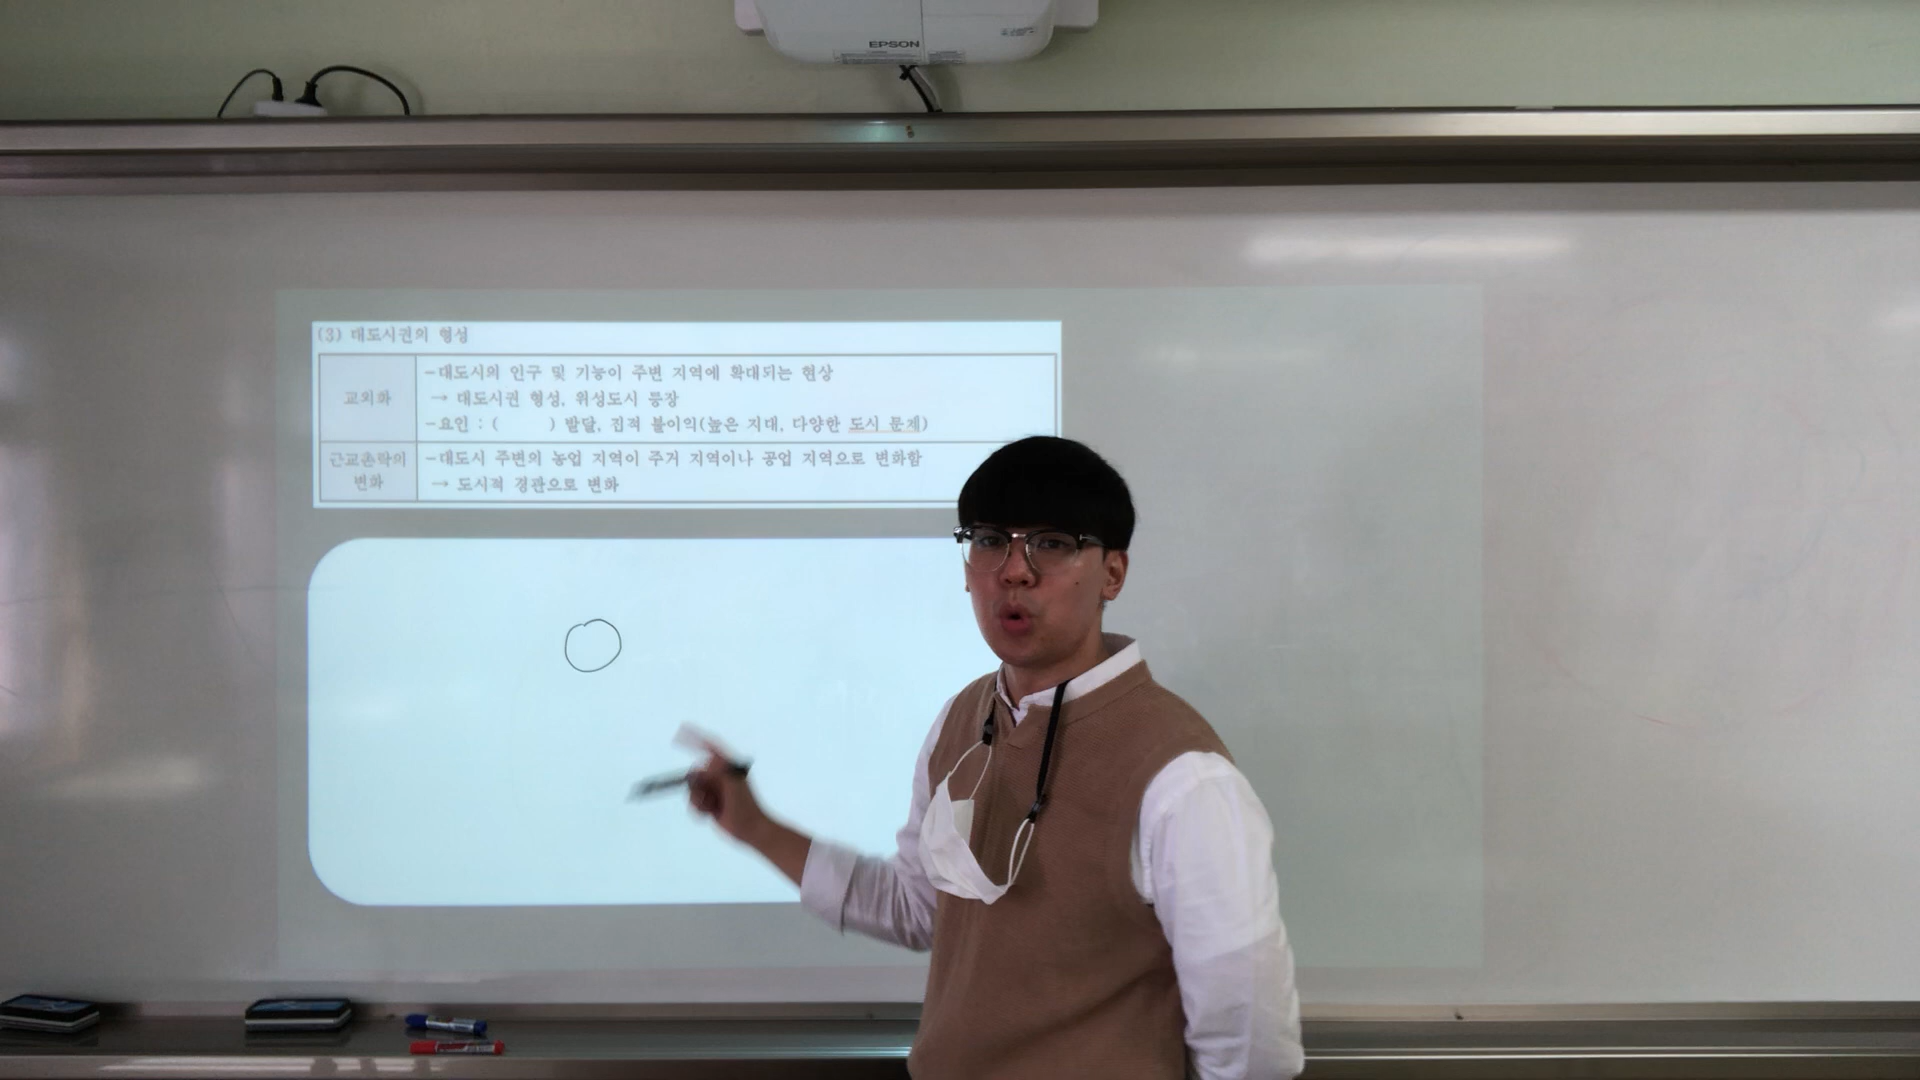 EPSON
(3) 대도시권의 형성
교외화
-대도시의 인구 및 기능이 주변 지역에 확대되는 현상
→ 대도시권 형성, 위성도시 등장
-요인 : ( ) 발달, 집적 불이익(높은 지대, 다양한 도시 문제)
근교촌락의
변화
-대도시 주변의 농업 지역이 주거 지역이나 공업 지역으로 변화함
→ 도시적 경관으로 변화